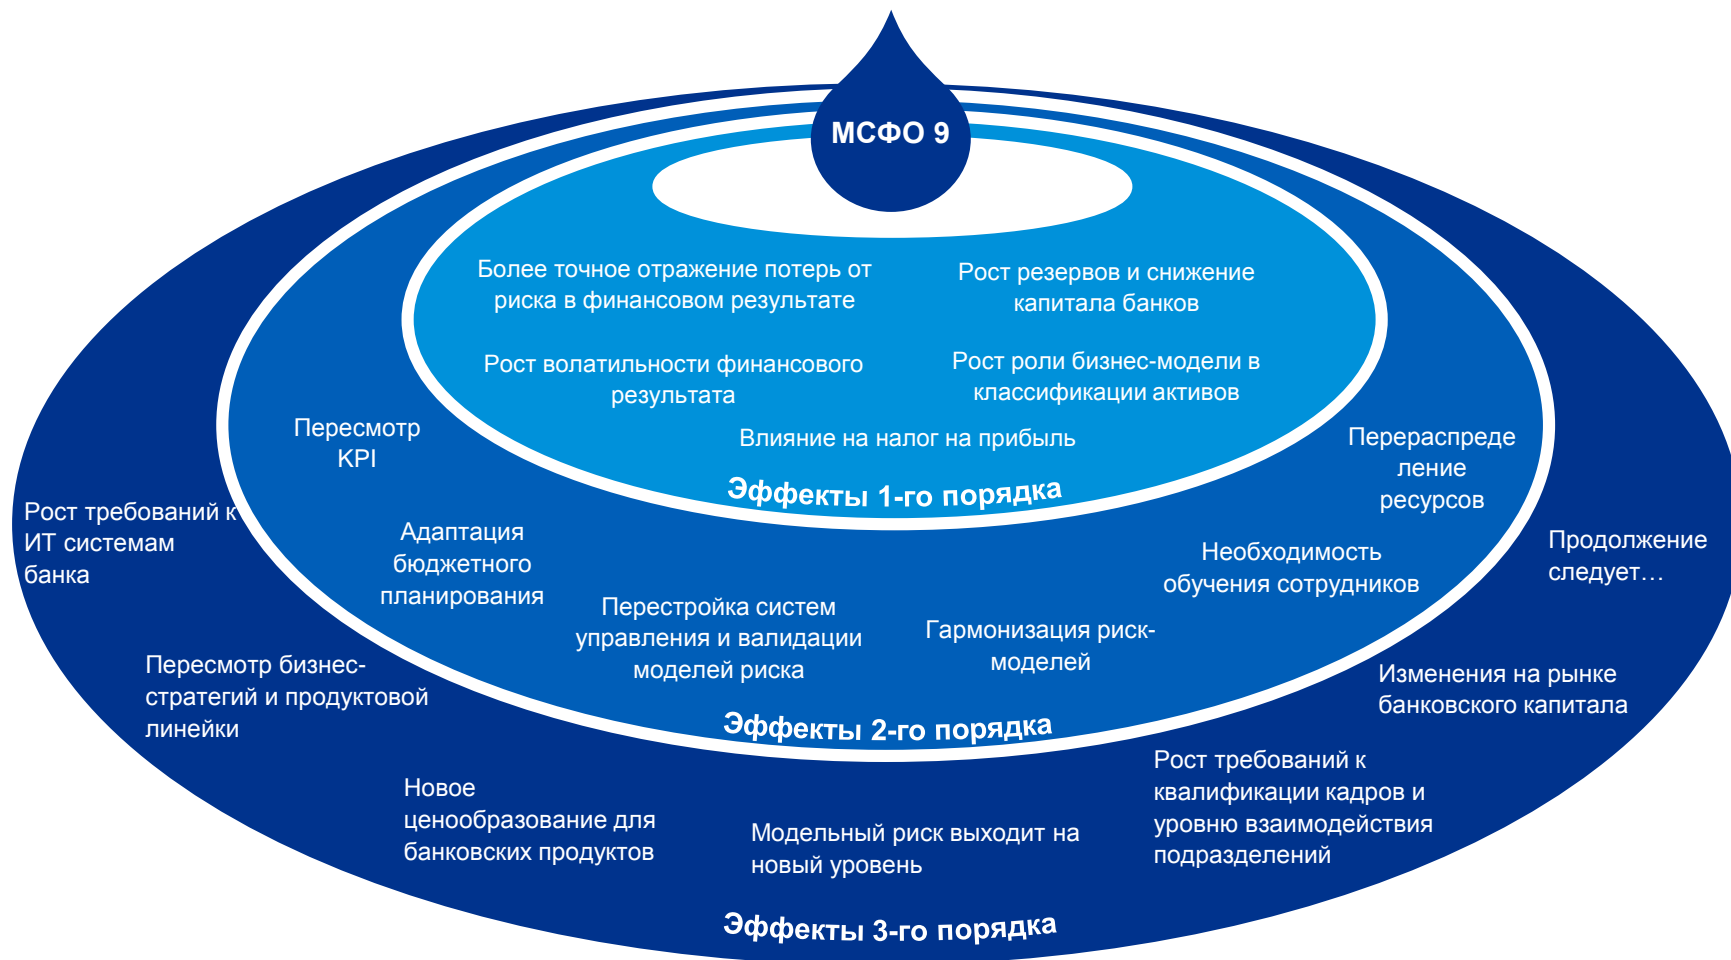 МСФО 9
Более точное отражение потерь от
риска в финансовом результате
Рост резервов и снижение
капитала банков
Рост волатильности финансового
результата
Рост роли бизнес-модели в
классификации активов
Влияние на налог на прибыль
Эффекты 1-го порядка
Пересмотр
KPI
Адаптация
бюджетного
планирования
Перестройка систем
управления и валидации
моделей риска
Гармонизация риск-
моделей
Необходимость
обучения сотрудников
Перераспреде
ление
ресурсов
Эффекты 2-го порядка
Рост требований к
ИТ системам
банка
Пересмотр бизнес-
стратегий и продуктовой
линейки
Новое
ценообразование для
банковских продуктов
Модельный риск выходит на
новый уровень
Рост требований к
квалификации кадров и
уровню взаимодействия
подразделений
Изменения на рынке
банковского капитала
Продолжение
следует…
Эффекты 3-го порядка